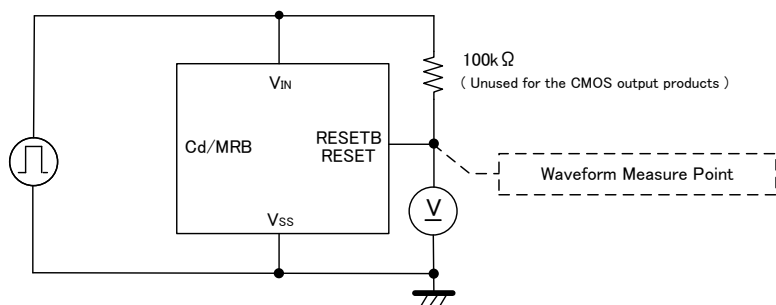 100kΩ
( Unused for the CMOS output products )
VIN
Cd/MRB
RESETB
RESET
Waveform Measure Point
V
VSS